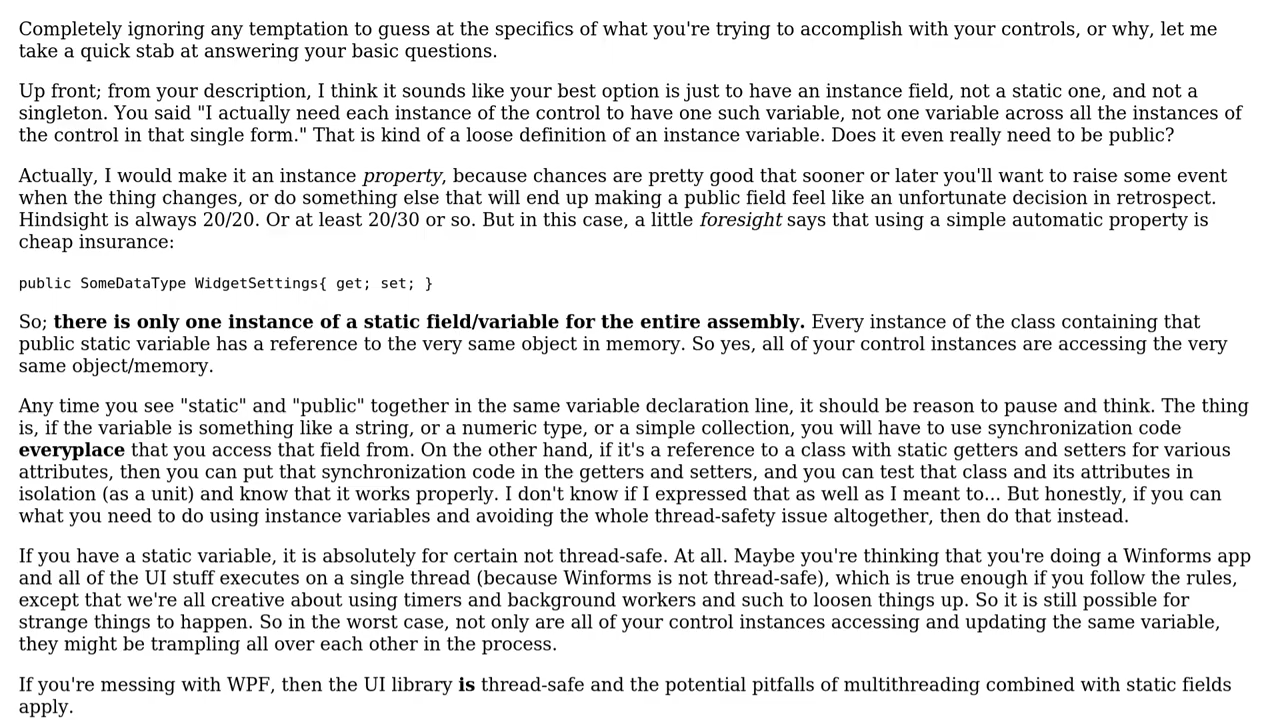 Completely ignoring any temptation to guess at the specifics of what you're trying to accomplish with your controls, or why, let me
take a quick stab at answering your basic questions.
Up front; from your description, I think it sounds like your best option is just to have an instance field, not a static one, and not a
singleton. You said "I actually need each instance of the control to have one such variable, not one variable across all the instances of
the control in that single form." That is kind of a loose definition of an instance variable. Does it even really need to be public?
Actually, I would make it an instance property, because chances are pretty good that sooner or later you'll want to raise some event
when the thing changes, or do something else that will end up making a public field feel like an unfortunate decision in retrospect.
Hindsight is always 20/20. Or at least 20/30 or so. But in this case, a little foresight says that using a simple automatic property is
cheap insurance:
public SomeDataType WidgetSettings{ get; set; }
So; there is only one instance of a static field/variable for the entire assembly. Every instance of the class containing that
public static variable has a reference to the very same object in memory. So yes, all of your control instances are accessing the very
same object/memory.
Any time you see "static" and "public" together in the same variable declaration line, it should be reason to pause and think. The thing
is, if the variable is something like a string, or a numeric type, or a simple collection, you will have to use synchronization code
everyplace that you access that field from. On the other hand, if it's a reference to a class with static getters and setters for various
attributes, then you can put that synchronization code in the getters and setters, and you can test that class and its attributes in
isolation (as a unit) and know that it works properly. I don't know if I expressed that as well as I meant to... But honestly, if you can
what you need to do using instance variables and avoiding the whole thread-safety issue altogether, then do that instead.
If you have a static variable, it is absolutely for certain not thread-safe. At all. Maybe you're thinking that you're doing a Winforms app
and all of the UI stuff executes on a single thread (because Winforms is not thread-safe), which is true enough if you follow the rules,
except that we're all creative about using timers and background workers and such to loosen things up. So it is still possible for
strange things to happen. So in the worst case, not only are all of your control instances accessing and updating the same variable,
they might be trampling all over each other in the process.
If you're messing with WPF, then the UI library is thread-safe and the potential pitfalls of multithreading combined with static fields
apply.